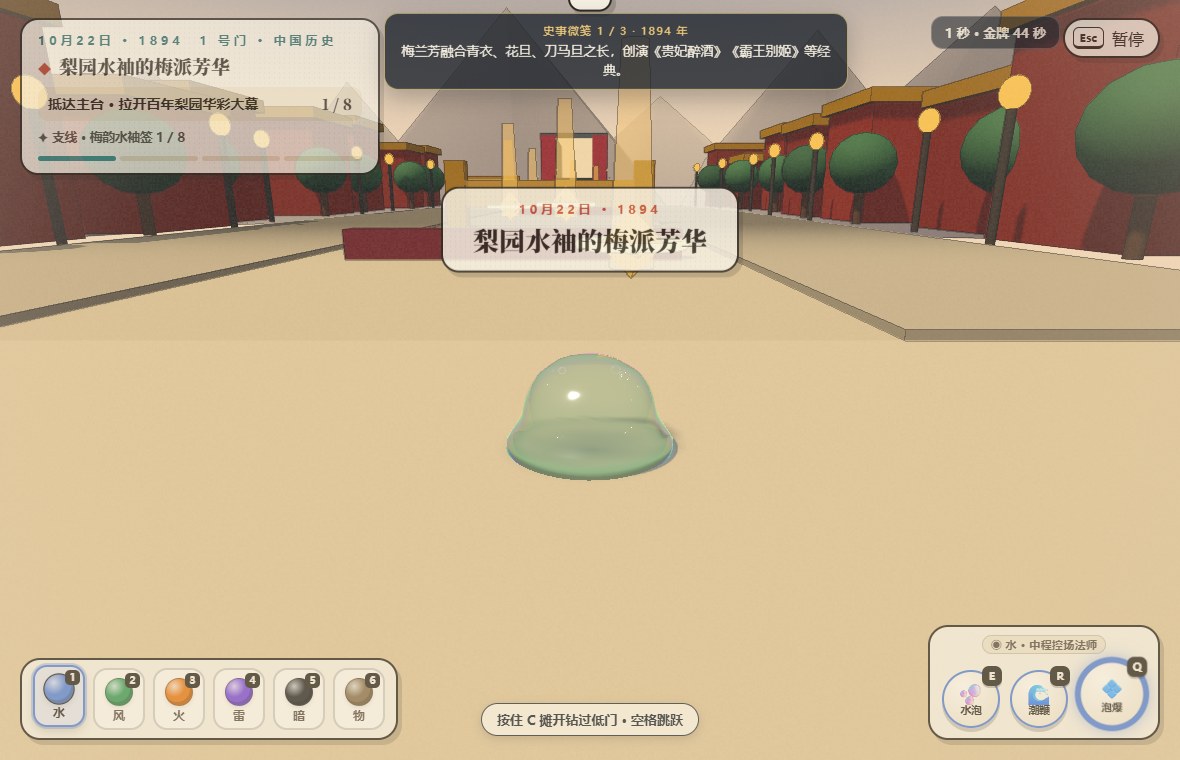 10月22日 • 1894 1 号门 • 中国历史
梨园水袖的梅派芳华
抵达主台 • 拉开百年梨园华彩大幕 1 / 8
支线 • 梅韵水袖签 1 / 8
史事微笺 1 / 3 · 1894 年
梅兰芳融合青衣、花旦、刀马旦之长，创演《贵妃醉酒》《霸王别姬》等经
典。
1 秒 • 金牌 44 秒
Esc 暂停
10月22日 • 1894
梨园水袖的梅派芳华
1 水
2 风
3 火
4 雷
5 暗
6 物
按住 C 摊开钻过低门 • 空格跳跃
水 • 中程控场法师
E 水泡
R 潮鞭
Q 泡爆